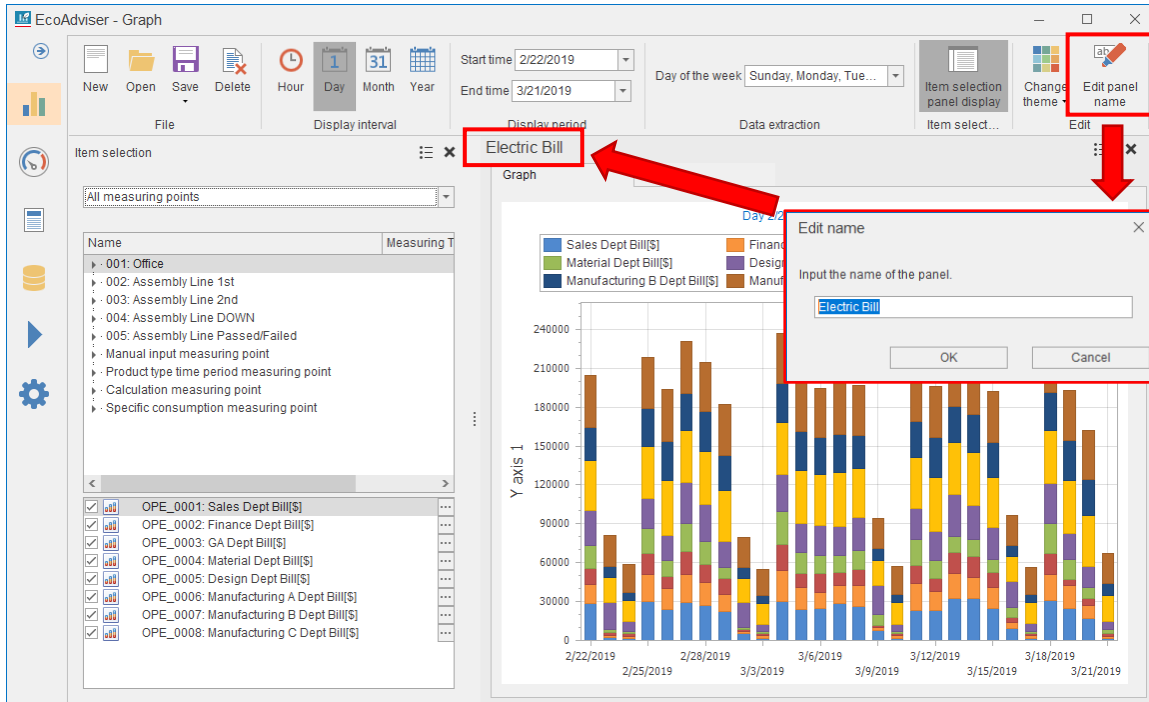 EcoAdviser - Graph
New
Open
Save
Delete
Hour
1
Day
31
Month
Year
Start time 2/22/2019
End time 3/21/2019
Day of the week Sunday, Monday, Tue...
Item selection
panel display
Change
theme
ab
Edit panel
name
File
Display interval
Display period
Data extraction
Item select...
Edit
Item selection
Electric Bill
Graph
All measuring points
Name
Measuring T
001: Office
002: Assembly Line 1st
003: Assembly Line 2nd
004: Assembly Line DOWN
005: Assembly Line Passed/Failed
Manual input measuring point
Product type time period measuring point
Calculation measuring point
Specific consumption measuring point
OPE_0001: Sales Dept Bill[$]
OPE_0002: Finance Dept Bill[$]
OPE_0003: GA Dept Bill[$]
OPE_0004: Material Dept Bill[$]
OPE_0005: Design Dept Bill[$]
OPE_0006: Manufacturing A Dept Bill[$]
OPE_0007: Manufacturing B Dept Bill[$]
OPE_0008: Manufacturing C Dept Bill[$]
Day 2/2
Sales Dept Bill[$]
Financ
Material Dept Bill[$]
Design
Manufacturing B Dept Bill[$]
Manuf
Edit name
Input the name of the panel.
Electric Bill
OK
Cancel
Y axis 1
240000
210000
180000
150000
120000
90000
60000
30000
0
2/22/2019
2/25/2019
2/28/2019
3/3/2019
3/6/2019
3/9/2019
3/12/2019
3/15/2019
3/18/2019
3/21/2019